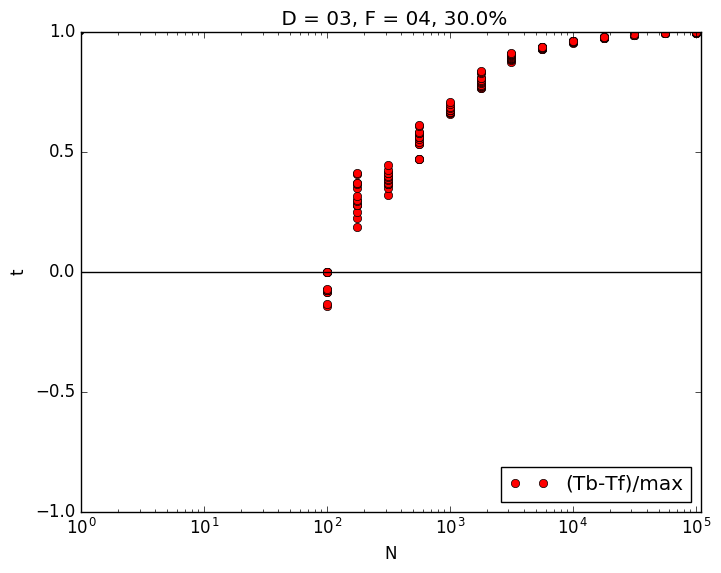 D = 03, F = 04, 30.0%
1.0
0.5
0.0
−0.5
−1.0
t
(Tb-Tf)/max
10⁰ 10¹ 10² 10³ 10⁴ 10⁵
N